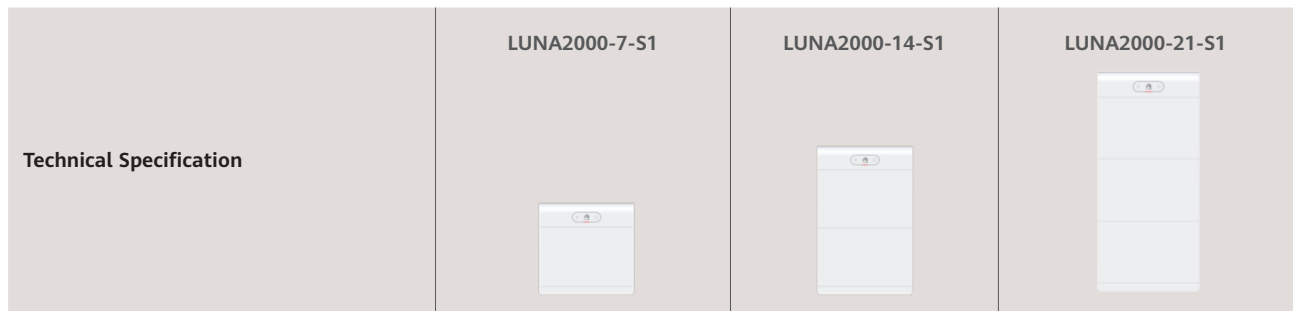 LUNA2000-7-S1
LUNA2000-14-S1
LUNA2000-21-S1
Technical Specification